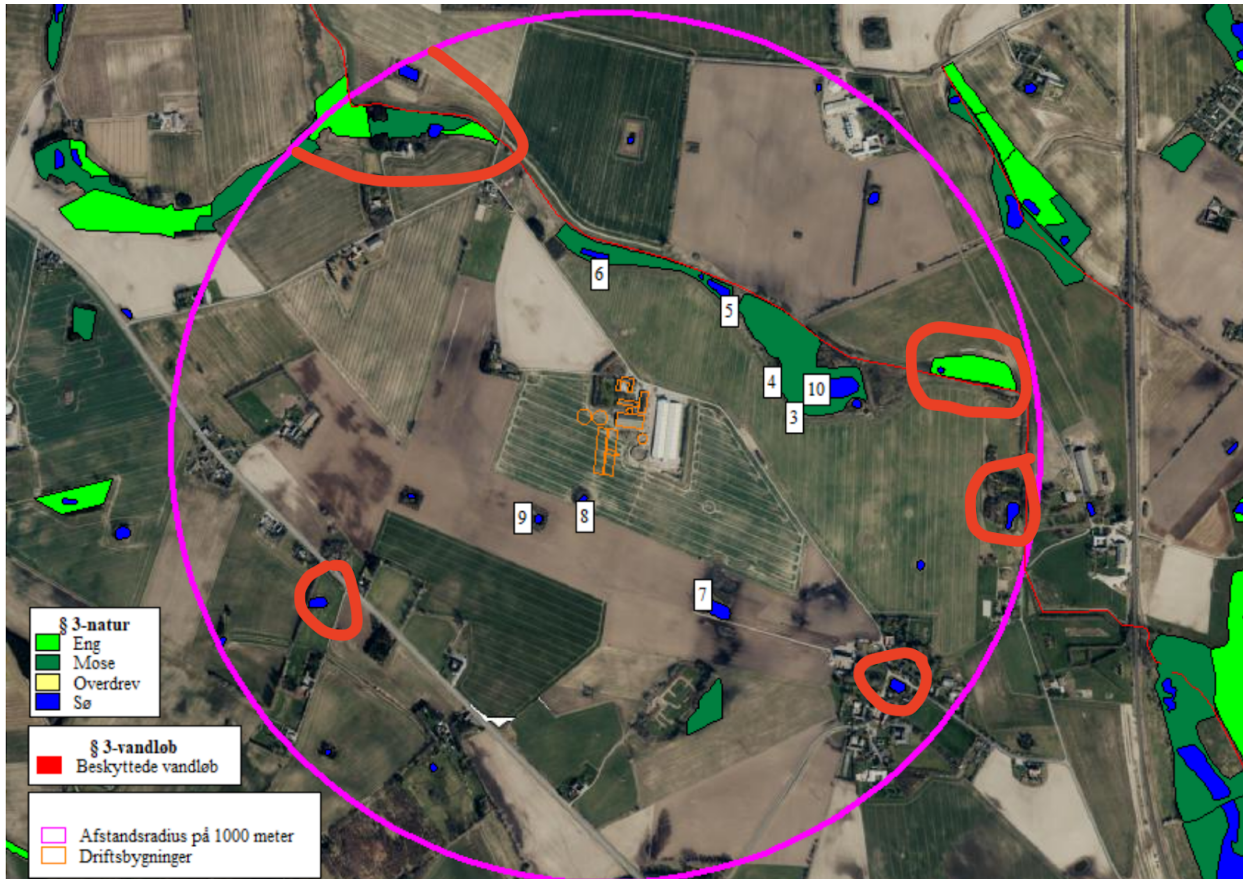 6
5
4
10
3
9
8
7
§ 3-natur
Eng
Mose
Overdrev
Sø
§ 3-vandløb
Beskyttede vandløb
Afstandsradius på 1000 meter
Driftsbygninger